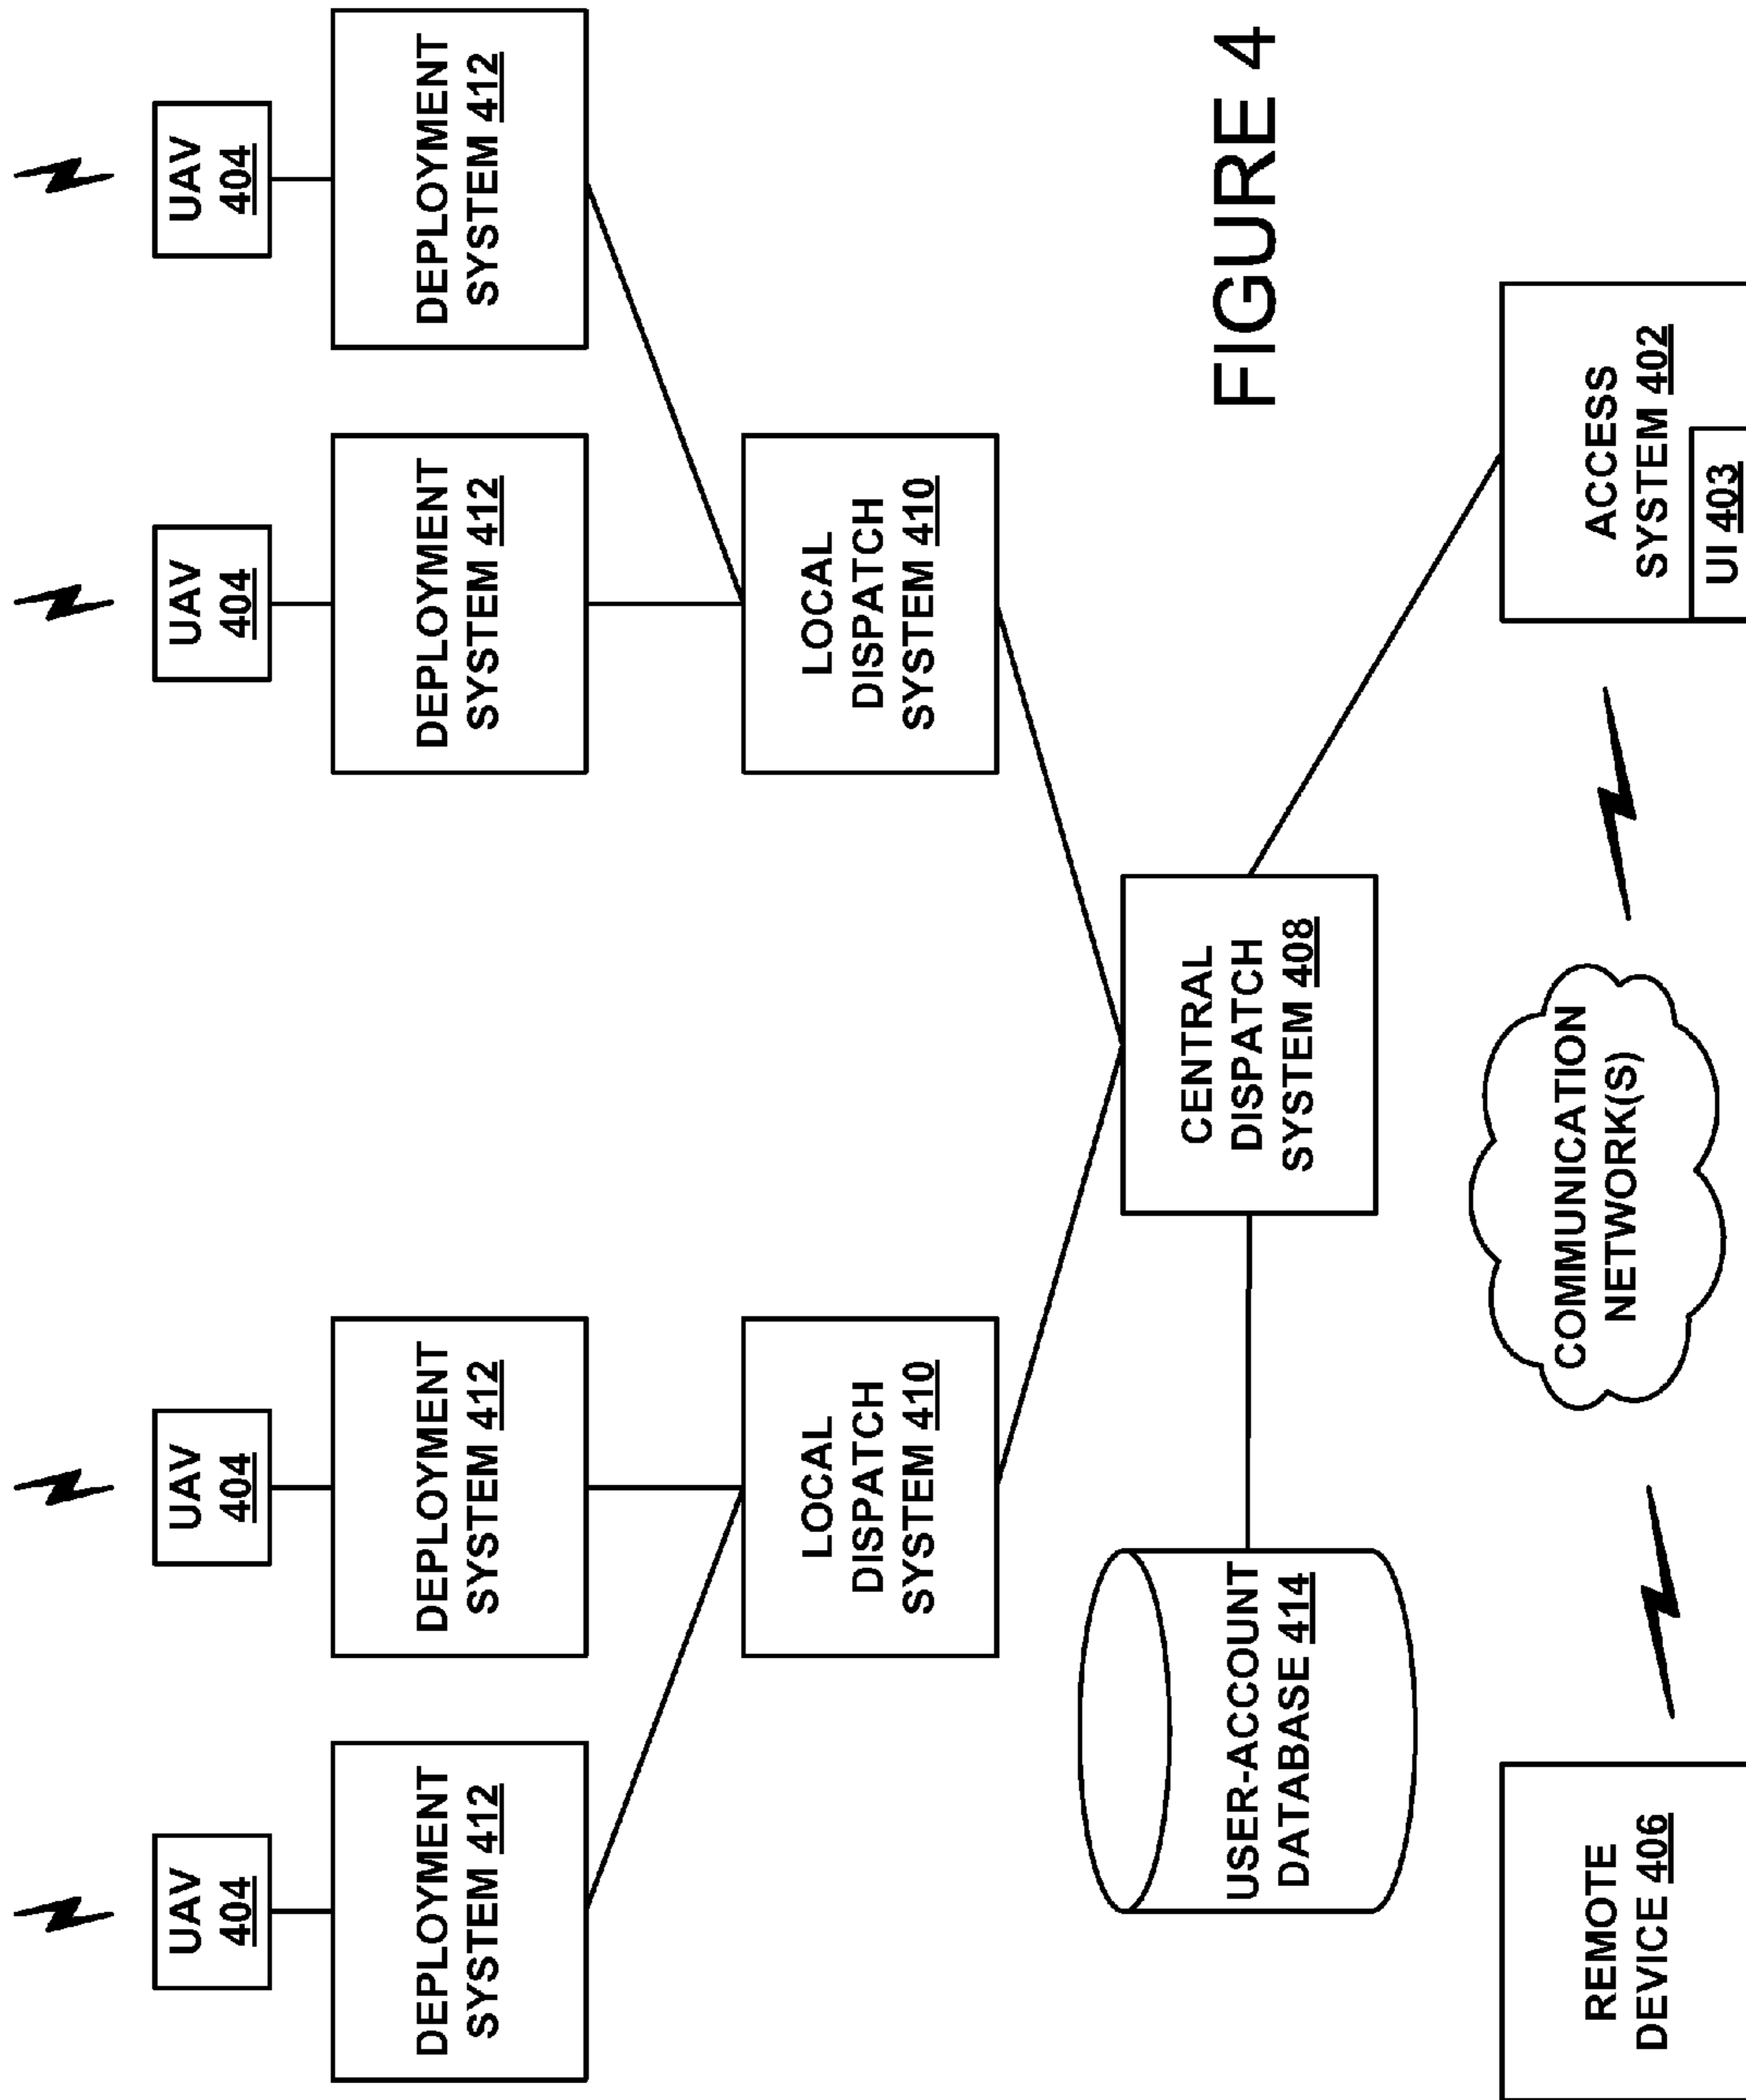 UAV
404
UAV
404
UAV
404
UAV
404
DEPLOYMENT
SYSTEM 412
DEPLOYMENT
SYSTEM 412
DEPLOYMENT
SYSTEM 412
DEPLOYMENT
SYSTEM 412
LOCAL
DISPATCH
SYSTEM 410
LOCAL
DISPATCH
SYSTEM 410
USER-ACCOUNT
DATABASE 414
CENTRAL
DISPATCH
SYSTEM 408
FIGURE 4
REMOTE
DEVICE 406
COMMUNICATION
NETWORK(S)
ACCESS
SYSTEM 402
UI 403